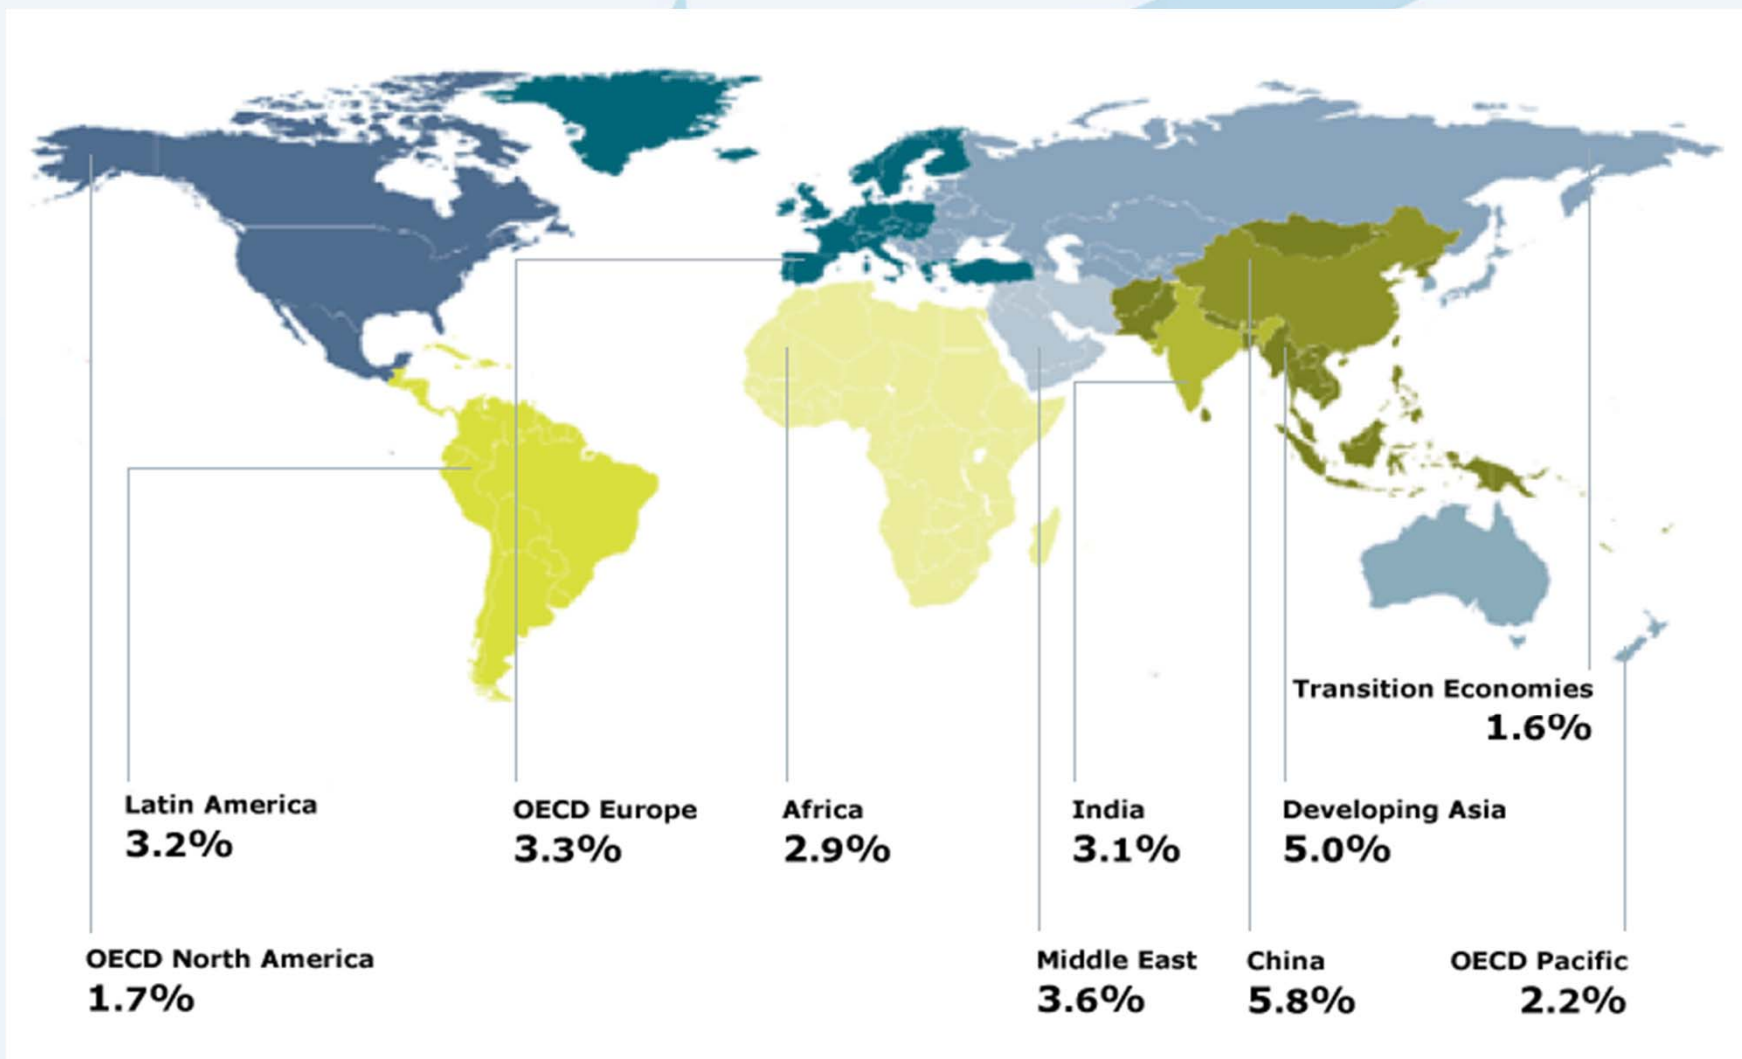 Transition Economies
1.6%
Latin America
3.2%
OECD Europe
3.3%
Africa
2.9%
India
3.1%
Developing Asia
5.0%
OECD North America
1.7%
Middle East
3.6%
China
5.8%
OECD Pacific
2.2%